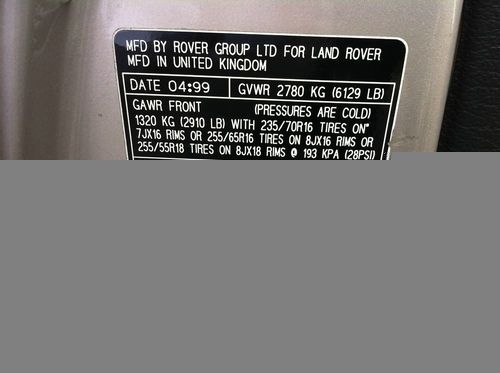 MFD BY ROVER GROUP LTD FOR LAND ROVER
MFD IN UNITED KINGDOM
DATE 04:99 GVWR 2780 KG (6129 LB)
GAWR FRONT (PRESSURES ARE COLD)
1320 KG (2910 LB) WITH 235/70R16 TIRES ON"
7JX16 RIMS OR 255/65R16 TIRES ON 8JX16 RIMS OR
255/55R18 TIRES ON 8JX18 RIMS @ 193 KPA (28PSI)